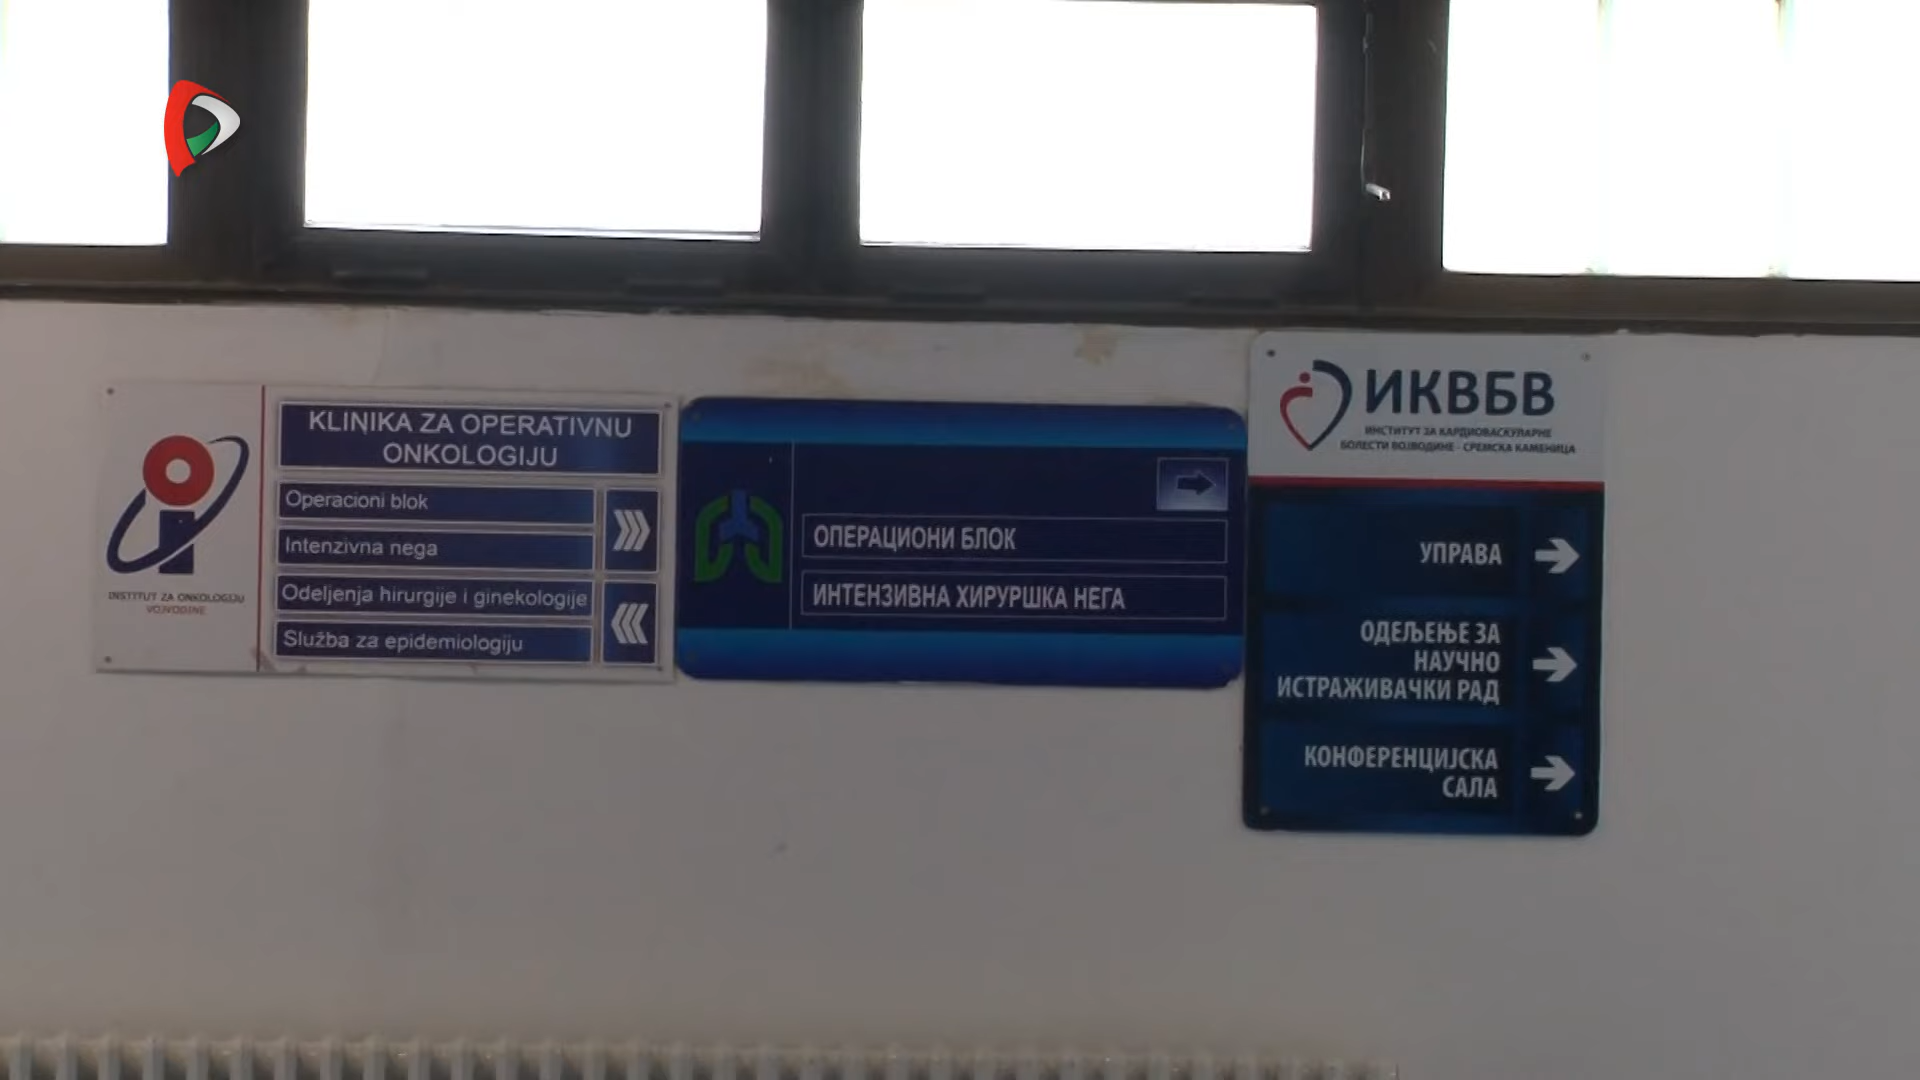 KLINIKA ZA OPERATIVNU
ONKOLOGIJU
Operacioni blok
Intenzivna nega
Odeljenja hirurgije i ginekologije
Služba za epidemiologiju
INSTITUT ZA ONKOLOGIJU
VOJVODINE
ОПЕРАЦИОНИ БЛОК
ИНТЕНЗИВНА ХИРУРШКА НЕГА
ИКВБВ
ИНСТИТУТ ЗА КАРДИОВАСКУЛАРНЕ
БОЛЕСТИ ВОЈВОДИНЕ - СРЕМСКА КАМЕНИЦА
УПРАВА
ОДЕЉЕЊЕ ЗА
НАУЧНО
ИСТРАЖИВАЧКИ РАД
КОНФЕРЕНЦИЈСКА
САЛА